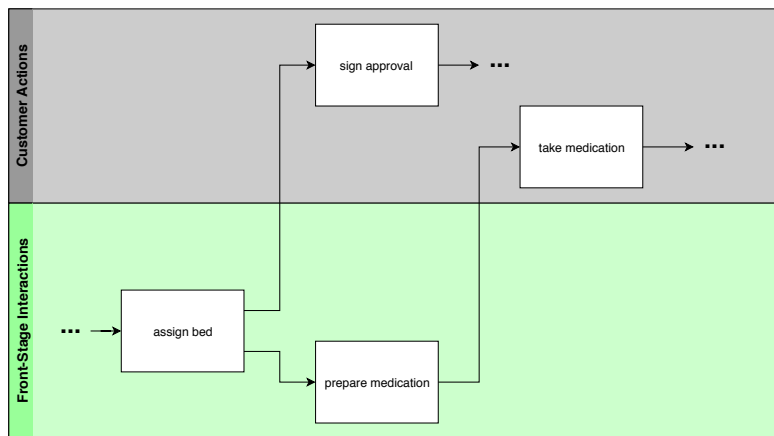 Customer Actions
sign approval
...
take medication
...
Front-Stage Interactions
...
assign bed
prepare medication